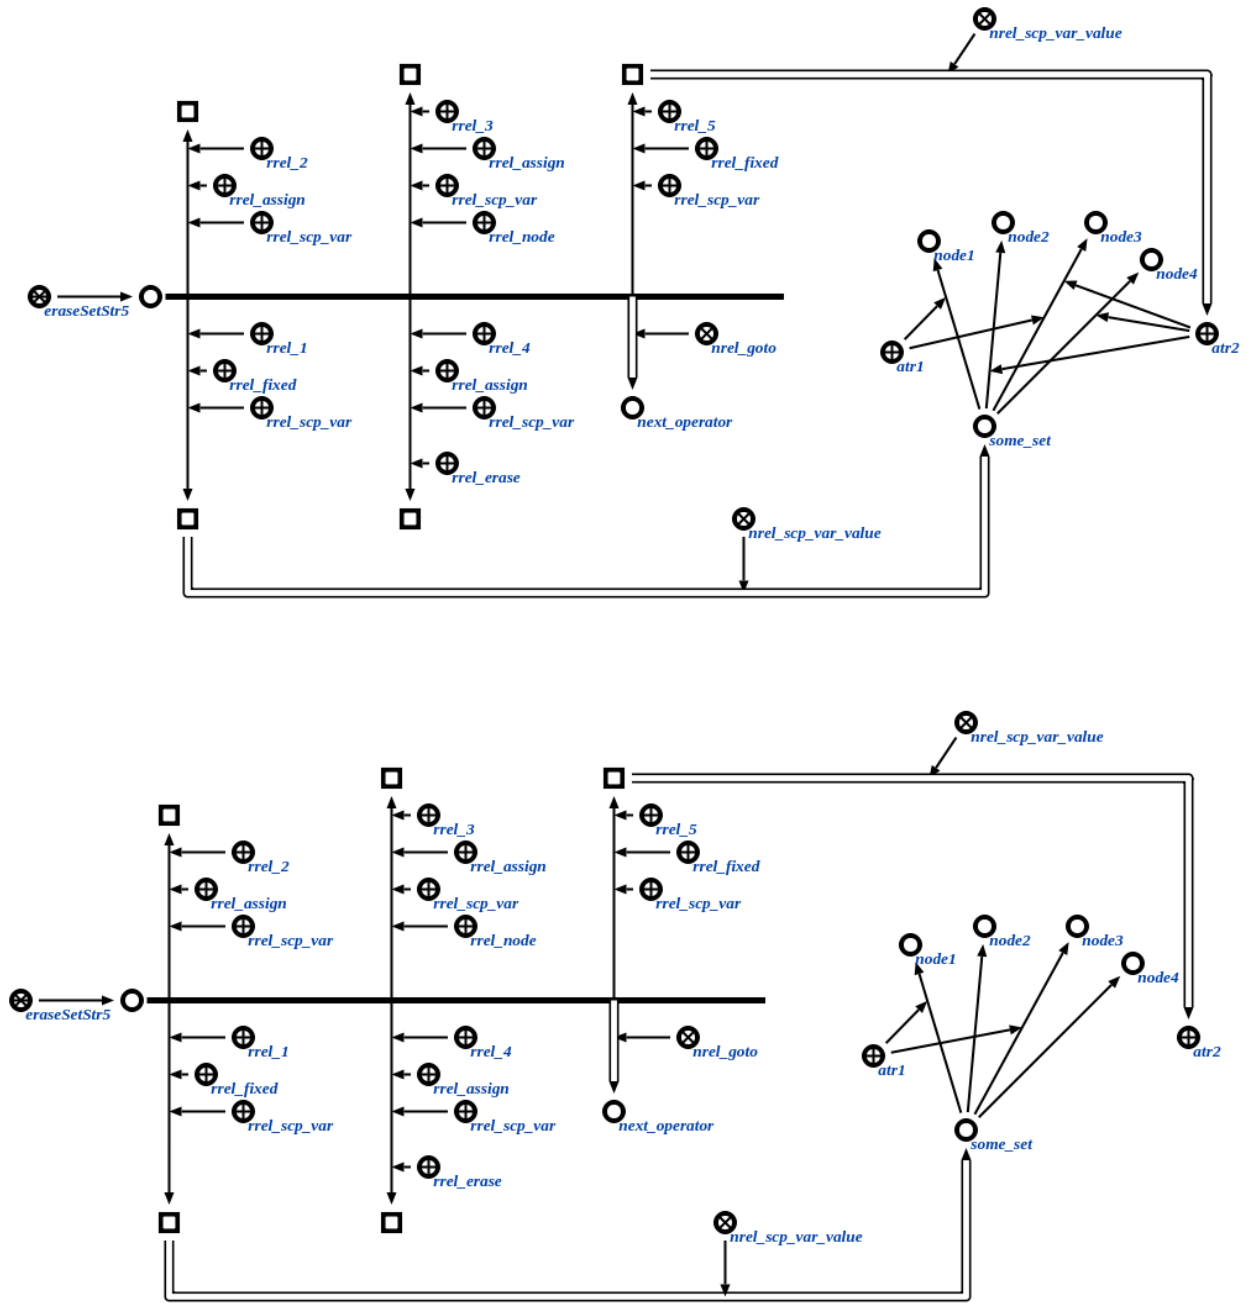 nrel_scp_var_value
rrel_3
rrel_5
rrel_2
rrel_assign
rrel_fixed
rrel_assign
rrel_scp_var
rrel_scp_var
rrel_scp_var
rrel_node
node1
node2
node3
node4
eraseSetStr5
rrel_1
rrel_4
nrel_goto
atr1
atr2
rrel_fixed
rrel_assign
rrel_scp_var
rrel_scp_var
next_operator
some_set
rrel_erase
nrel_scp_var_value
nrel_scp_var_value
rrel_3
rrel_5
rrel_2
rrel_assign
rrel_fixed
rrel_assign
rrel_scp_var
rrel_scp_var
rrel_scp_var
rrel_node
node1
node2
node3
node4
eraseSetStr5
rrel_1
rrel_4
nrel_goto
atr1
atr2
rrel_fixed
rrel_assign
rrel_scp_var
rrel_scp_var
next_operator
some_set
rrel_erase
nrel_scp_var_value